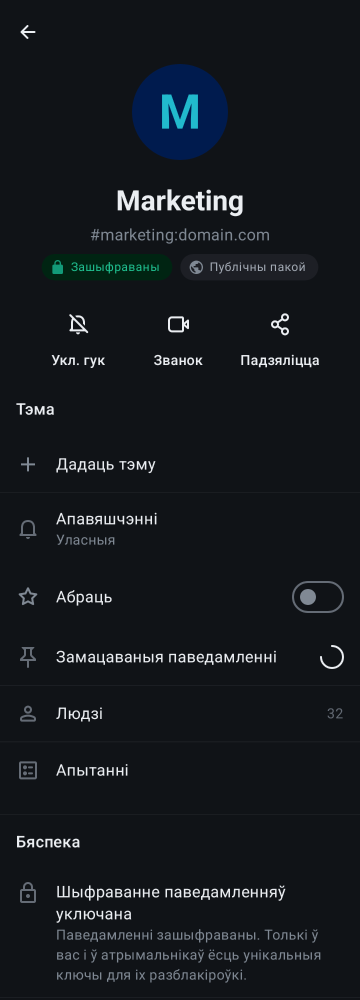 M
Marketing
#marketing:domain.com
Зашыфраваны
Публічны пакой
Укл. гук
Званок
Падзяліцца
Тэма
Дадаць тэму
Апавяшчэнні
Уласныя
Абраць
Замацаваныя паведамленні
Людзі
32
Апытанні
Бяспека
Шыфраванне паведамленняў
уключана
Паведамленні зашыфраваны. Толькі ў
вас і ў атрымальнікаў ёсць унікальныя
ключы для іх разблакіроўкі.